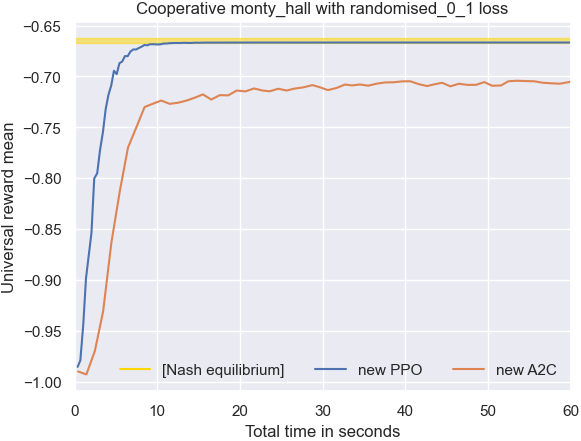 Cooperative monty_hall with randomised_0_1 loss
Universal reward mean
−0.65
−0.70
−0.75
−0.80
−0.85
−0.90
−0.95
−1.00
[Nash equilibrium] new PPO new A2C
0 10 20 30 40 50 60
Total time in seconds